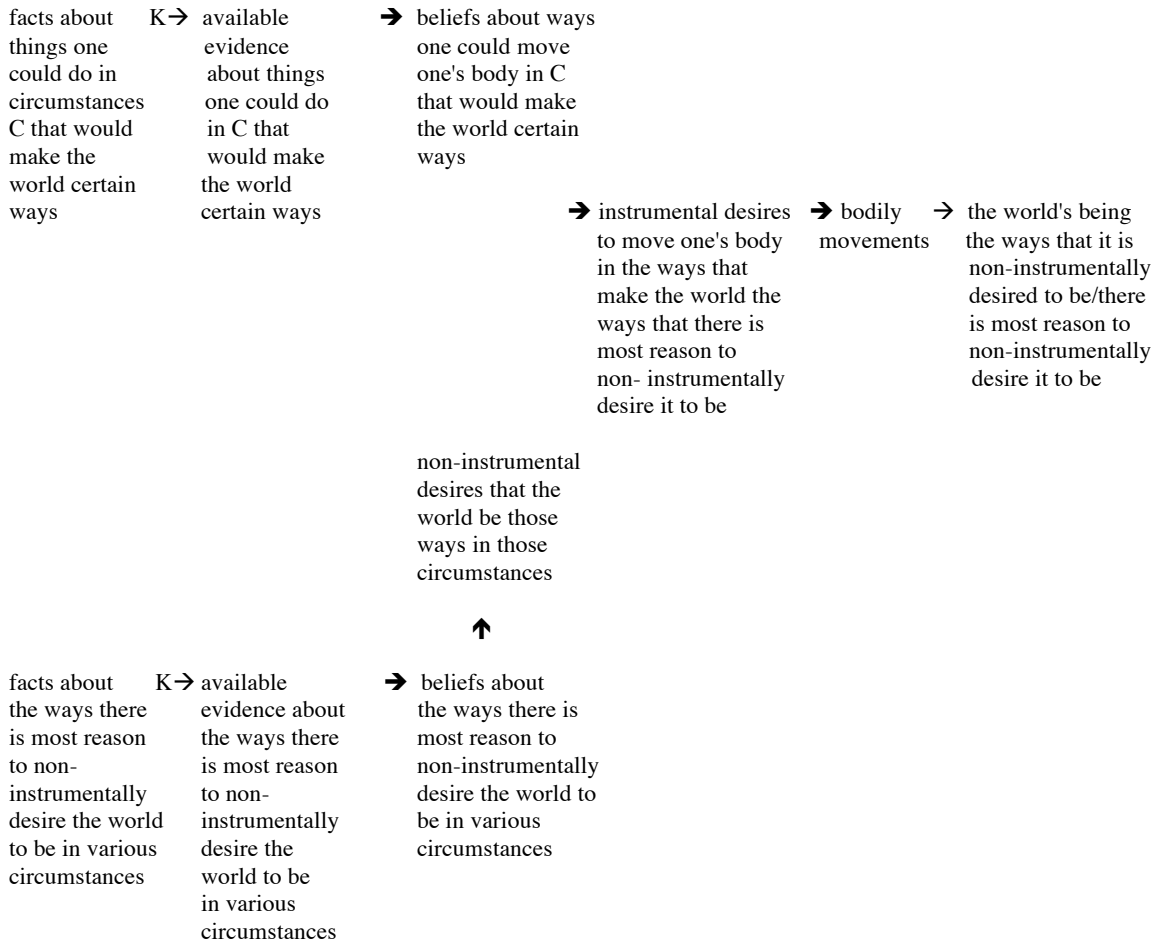 facts about K→ available ➔ beliefs about ways
things one evidence one could move
could do in about things one's body in C
circumstances one could do that would make
C that would in C that the world certain
make the would make ways
world certain the world
ways certain ways ➔ instrumental desires ➔ bodily → the world's being
to move one's body movements the ways that it is
in the ways that non-instrumentally
make the world the desired to be/there
ways that there is is most reason to
most reason to non-instrumentally
non- instrumentally desire it to be
desire it to be
non-instrumental
desires that the
world be those
ways in those
circumstances
➔
facts about K→ available ➔ beliefs about
the ways there evidence about the ways there is
is most reason the ways there most reason to
to non- is most reason non-instrumentally
instrumentally to non- desire the world to
desire the world instrumentally be in various
to be in various desire the circumstances
circumstances world to be
in various
circumstances